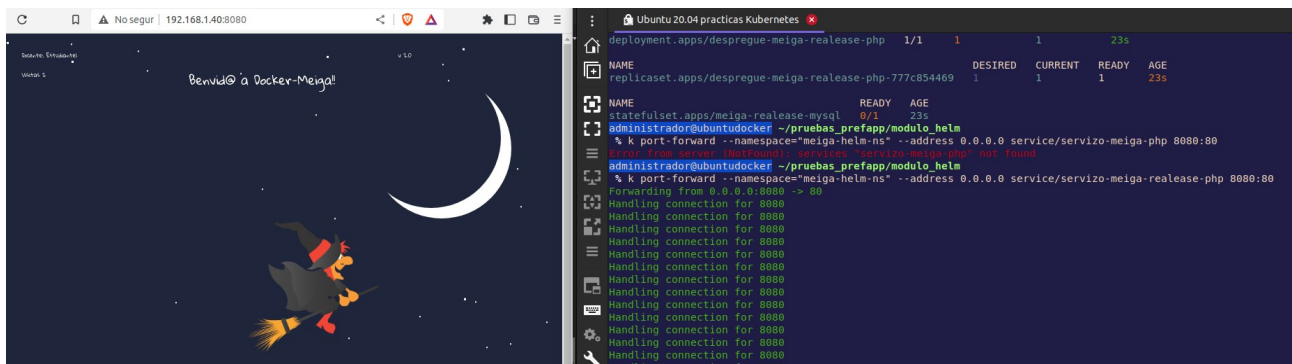 No segur 192.168.1.40:8080
Docente: Estudiante1
v 2.0
Visitas: 2
Benvid@ a Docker-Meiga!!
Ubuntu 20.04 practicas Kubernetes
deployment.apps/despregue-meiga-realease-php 1/1 1 1 23s
NAME DESIRED CURRENT READY AGE
replicaset.apps/despregue-meiga-realease-php-777c854469 1 1 1 23s
NAME READY AGE
statefulset.apps/meiga-realease-mysql 0/1 23s
administrador@ubuntudocker ~/pruebas_prefapp/modulo_helm
% k port-forward --namespace="meiga-helm-ns" --address 0.0.0.0 service/servizo-meiga-php 8080:80
Error from server (NotFound): services "servizo-meiga-php" not found
administrador@ubuntudocker ~/pruebas_prefapp/modulo_helm
% k port-forward --namespace="meiga-helm-ns" --address 0.0.0.0 service/servizo-meiga-realease-php 8080:80
Forwarding from 0.0.0.0:8080 -> 80
Handling connection for 8080
Handling connection for 8080
Handling connection for 8080
Handling connection for 8080
Handling connection for 8080
Handling connection for 8080
Handling connection for 8080
Handling connection for 8080
Handling connection for 8080
Handling connection for 8080
Handling connection for 8080
Handling connection for 8080
Handling connection for 8080